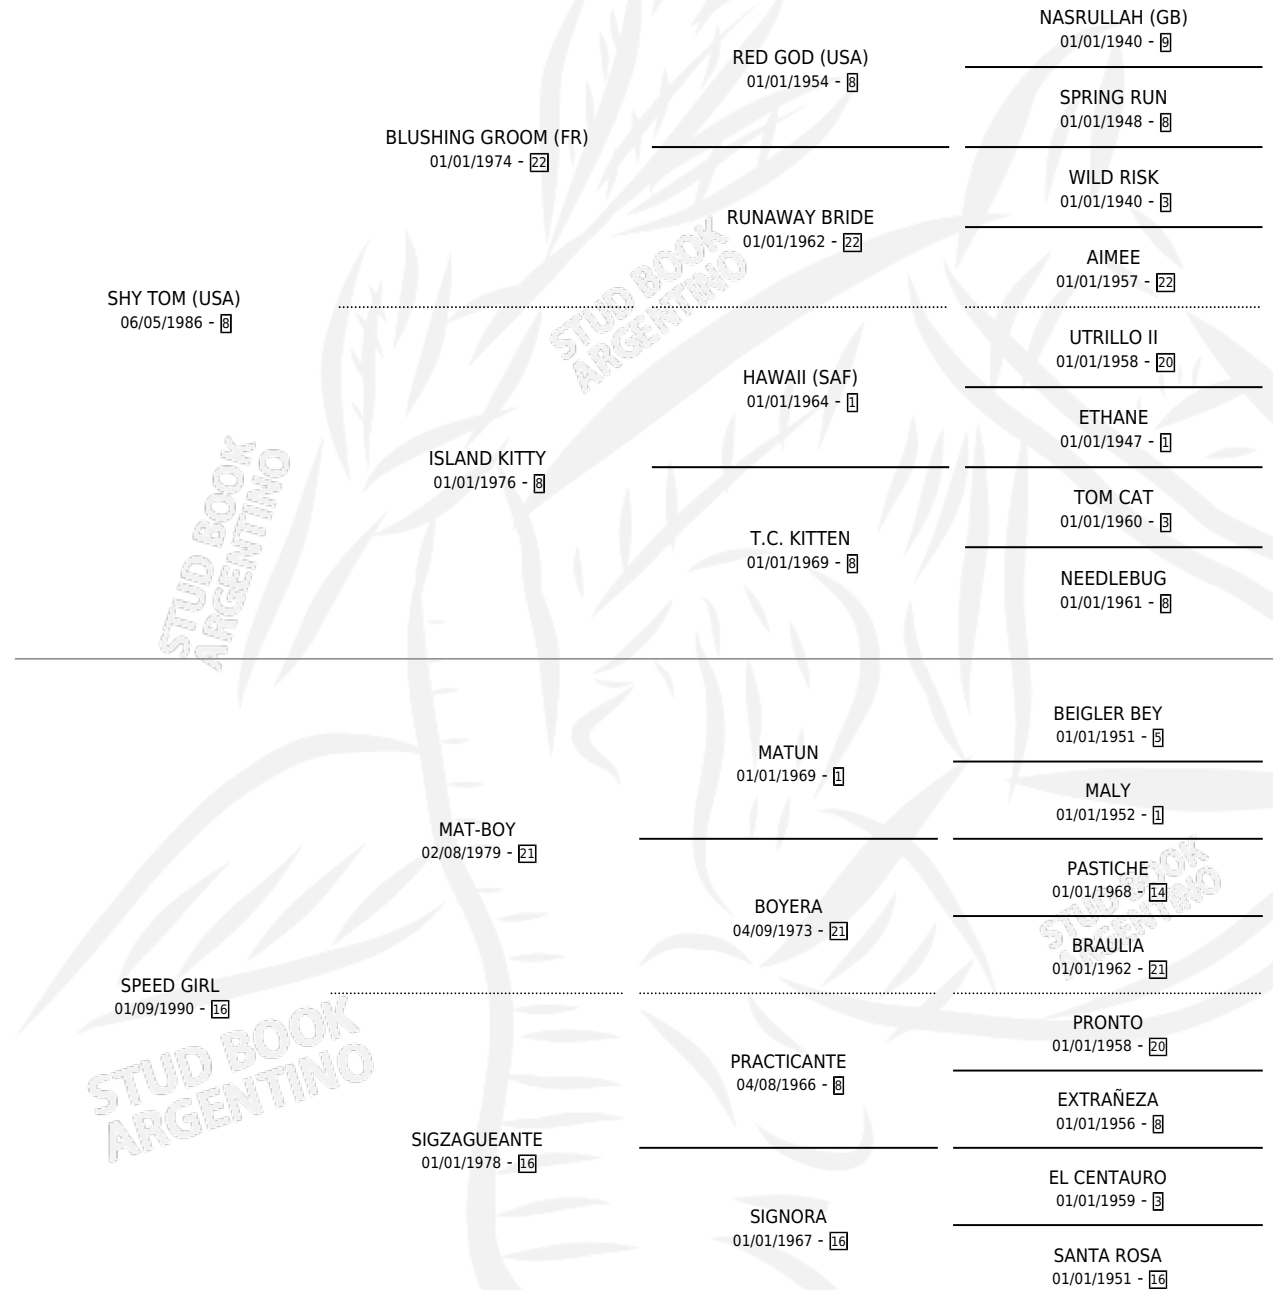 NASRULLAH (GB)
01/01/1940 - 9
RED GOD (USA)
01/01/1954 - 8
SPRING RUN
01/01/1948 - 8
BLUSHING GROOM (FR)
01/01/1974 - 22
WILD RISK
01/01/1940 - 3
RUNAWAY BRIDE
01/01/1962 - 22
AIMEE
01/01/1957 - 22
SHY TOM (USA)
06/05/1986 - 8
UTRILLO II
01/01/1958 - 20
HAWAII (SAF)
01/01/1964 - 1
ETHANE
01/01/1947 - 1
ISLAND KITTY
01/01/1976 - 8
TOM CAT
01/01/1960 - 3
T.C. KITTEN
01/01/1969 - 8
NEEDLEBUG
01/01/1961 - 8
BEIGLER BEY
01/01/1951 - 5
MATUN
01/01/1969 - 1
MALY
01/01/1952 - 1
MAT-BOY
02/08/1979 - 21
PASTICHE
01/01/1968 - 14
BOYERA
04/09/1973 - 21
BRAULIA
01/01/1962 - 21
SPEED GIRL
01/09/1990 - 16
PRONTO
01/01/1958 - 20
PRACTICANTE
04/08/1966 - 8
EXTRAÑEZA
01/01/1956 - 8
SIGZAGUEANTE
01/01/1978 - 16
EL CENTAURO
01/01/1959 - 3
SIGNORA
01/01/1967 - 16
SANTA ROSA
01/01/1951 - 16
STUD BOOK
ARGENTINO
STUD BOOK
ARGENTINO
STUD BOOK
ARGENTINO
STUD BOOK
ARGENTINO